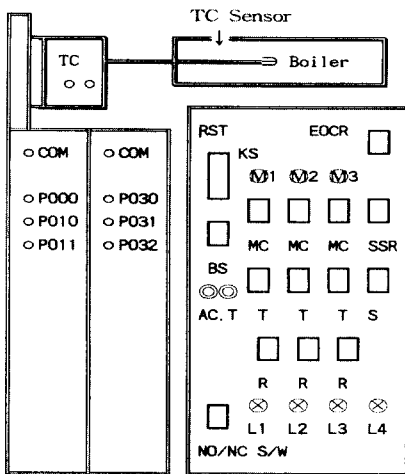 TC Sensor
TC
Boiler
COM
COM
P000
P030
P010
P031
P011
P032
RST
EOCR
KS
M1 M2 M3
MC MC MC SSR
BS
AC. T T T T S
R R R
L1 L2 L3 L4
NO/NC S/W